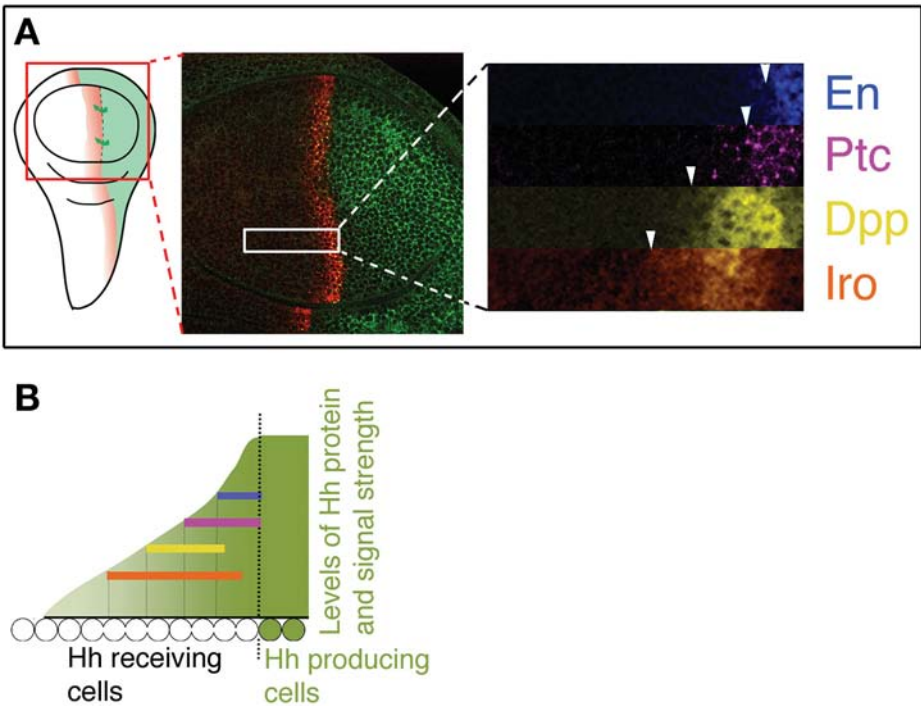 A
En
Ptc
Dpp
Iro
B
Levels of Hh protein
and signal strength
Hh receiving
cells
Hh producing
cells